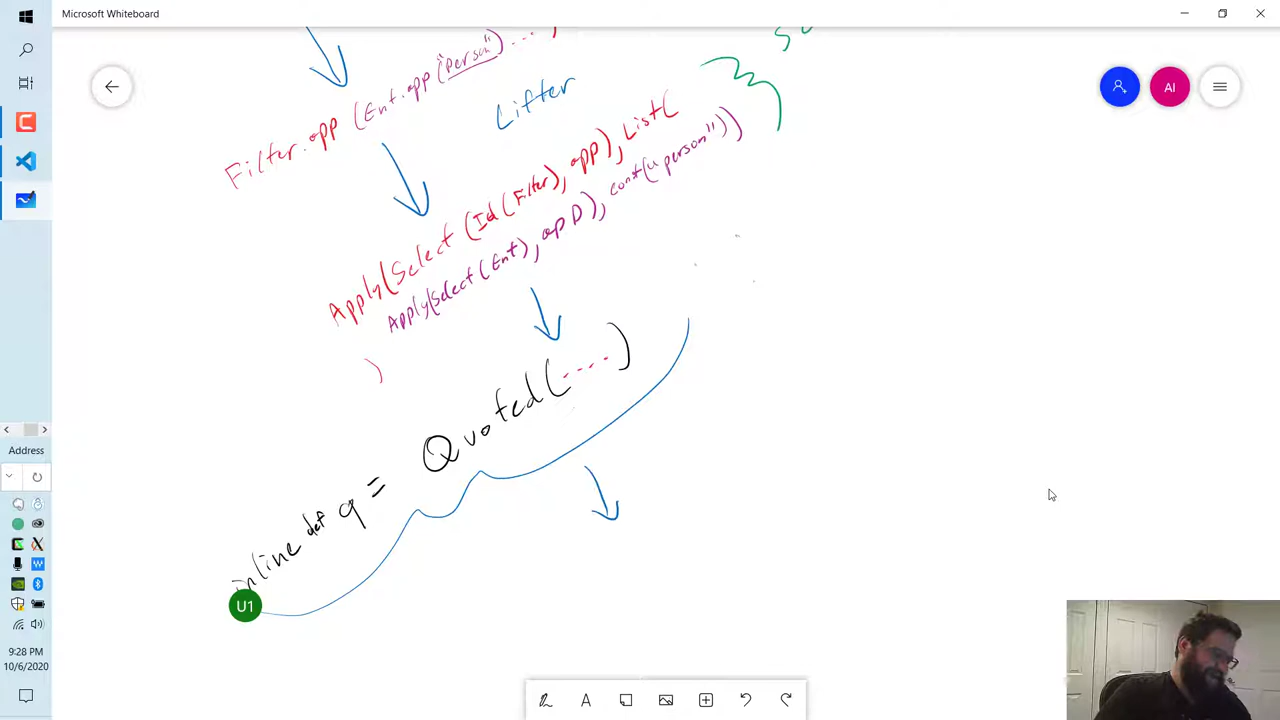 Microsoft Whiteboard
Filter.app (Ent.app ("person")...,
Lifter
Apply(Select (Id(Filter), app), List(
Apply(Select(Ent), app), const("person"))
)
inline def q = Quoted(....)
U1
AI
Address
9:28 PM
10/6/2020
A